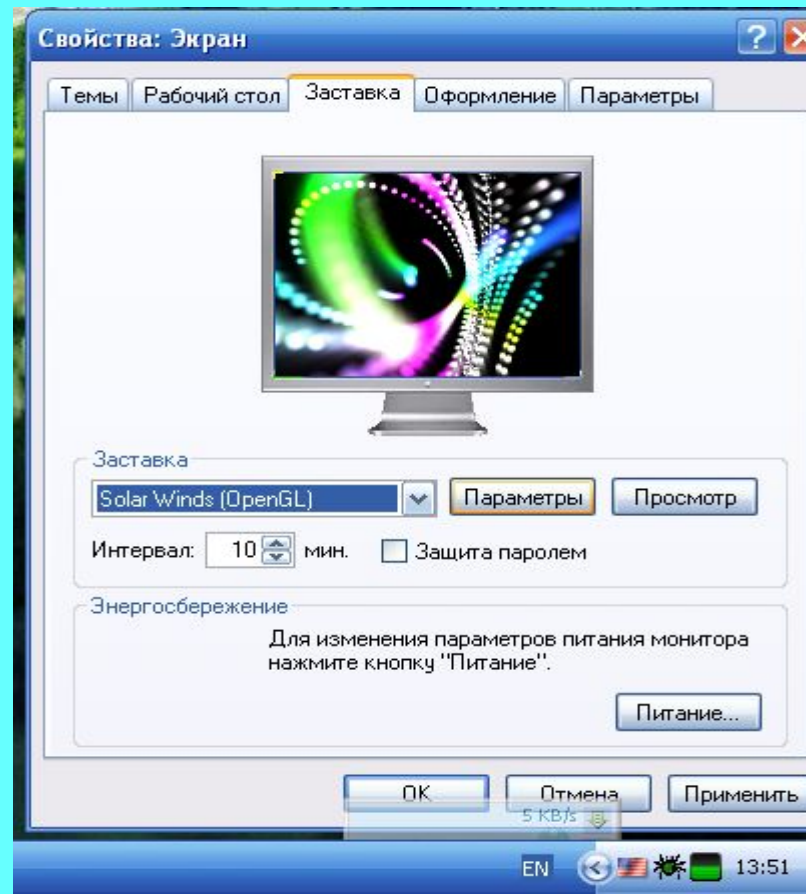 Свойства: Экран
Темы Рабочий стол Заставка Оформление Параметры
Заставка
Solar Winds (OpenGL) Параметры Просмотр
Интервал: 10 мин. Защита паролем
Энергосбережение
Для изменения параметров питания монитора
нажмите кнопку "Питание".
Питание...
OK Отмена Применить
5 KB/s
EN 13:51